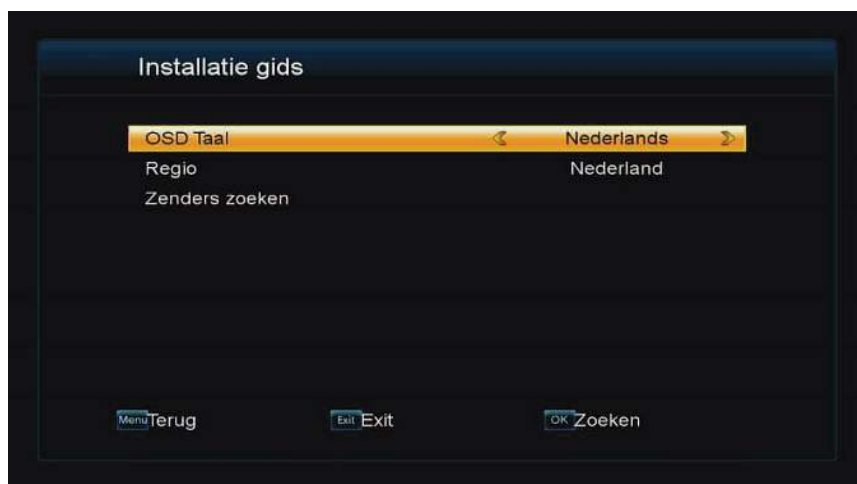 Installatie gids
OSD Taal Nederlands
Regio Nederland
Zenders zoeken
Menu Terug Exit Exit OK Zoeken